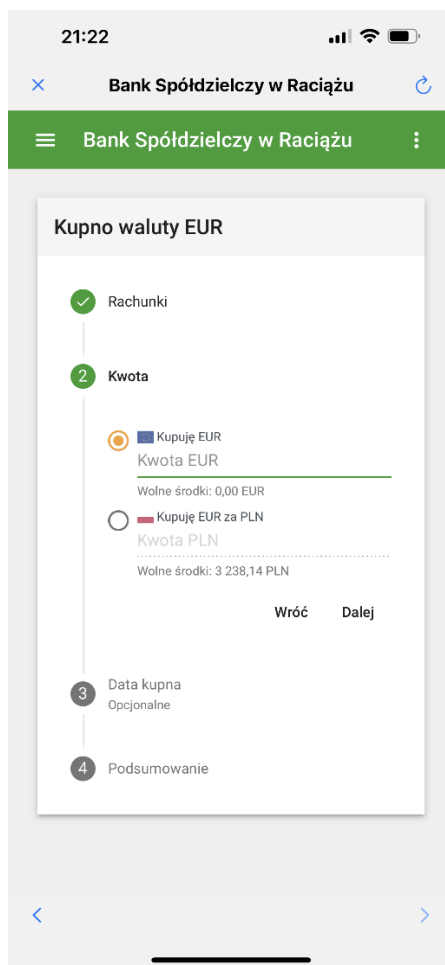 21:22
Bank Spółdzielczy w Raciążu
Bank Spółdzielczy w Raciążu
Kupno waluty EUR
Rachunki
2 Kwota
Kupuję EUR
Kwota EUR
Wolne środki: 0,00 EUR
Kupuję EUR za PLN
Kwota PLN
Wolne środki: 3 238,14 PLN
Wróć Dalej
3 Data kupna
Opcjonalne
4 Podsumowanie